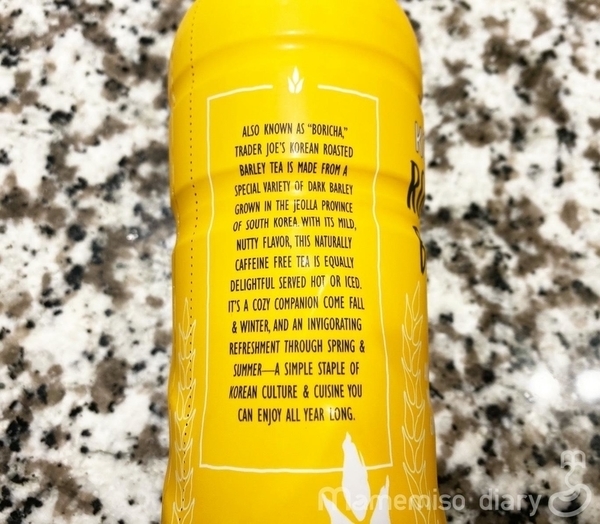 ALSO KNOWN AS "BORICHA,"
TRADER JOE'S KOREAN ROASTED
BARLEY TEA IS MADE FROM A
SPECIAL VARIETY OF DARK BARLEY
GROWN IN THE JEOLLA PROVINCE
OF SOUTH KOREA. WITH ITS MILD,
NUTTY FLAVOR, THIS NATURALLY
CAFFEINE FREE TEA IS EQUALLY
DELIGHTFUL SERVED HOT OR ICED.
IT'S A COZY COMPANION COME FALL
& WINTER, AND AN INVIGORATING
REFRESHMENT THROUGH SPRING &
SUMMER—A SIMPLE STAPLE OF
KOREAN CULTURE & CUISINE YOU
CAN ENJOY ALL YEAR LONG.
Mamemiso diary